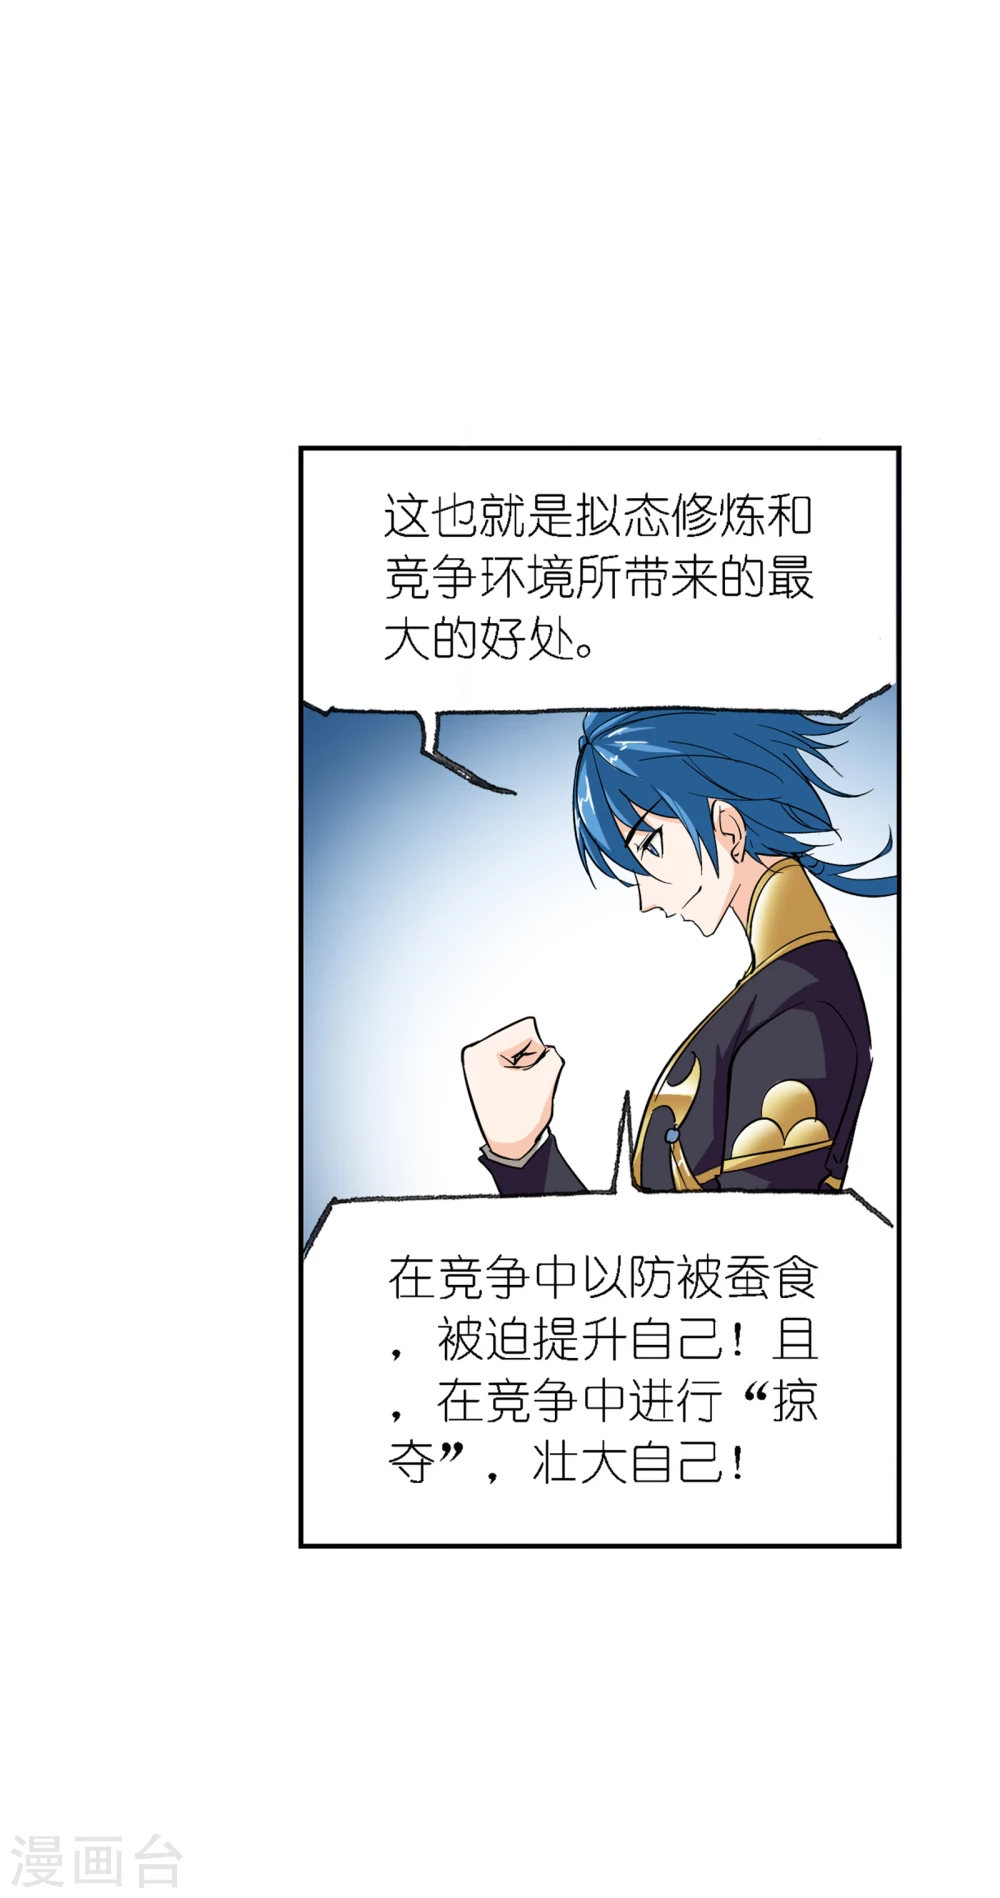 这也就是拟态修炼和
竞争环境所带来的最
大的好处。
在竞争中以防被蚕食
，被迫提升自己！且
，在竞争中进行“掠
夺”，壮大自己！
漫画台